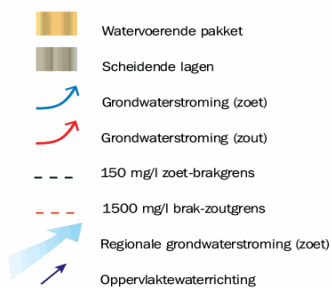 Watervoerende pakket
Scheidende lagen
Grondwaterstroming (zoet)
Grondwaterstroming (zout)
150 mg/l zoet-brakgrens
1500 mg/l brak-zoutgrens
Regionale grondwaterstroming (zoet)
Oppervlaktewaterrichting